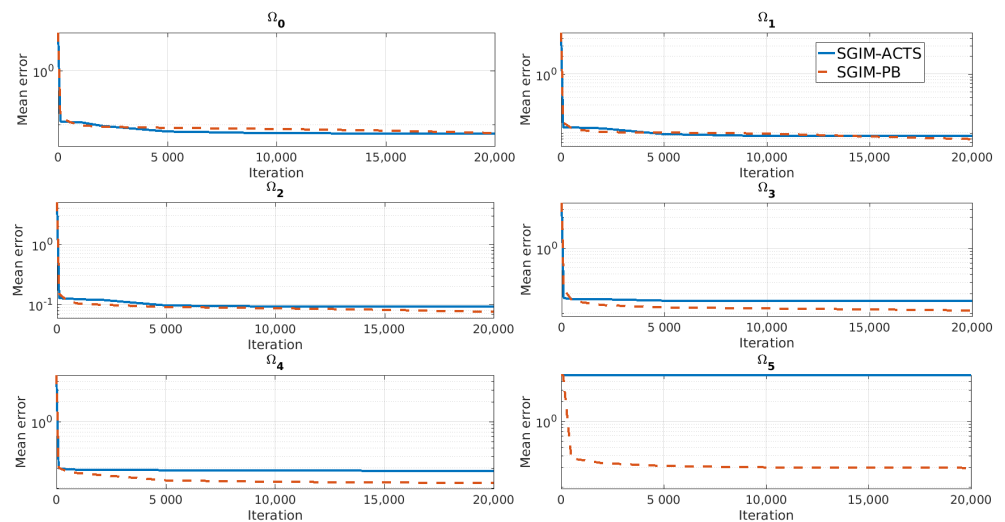 Ω0
Mean error
10^0
0 5 000 10,000 15,000 20,000
Iteration
Ω1
Mean error
10^0
SGIM-ACTS
SGIM-PB
0 5 000 10,000 15,000 20,000
Iteration
Ω2
Mean error
10^0
10^-1
0 5 000 10,000 15,000 20,000
Iteration
Ω3
Mean error
10^0
0 5 000 10,000 15,000 20,000
Iteration
Ω4
Mean error
10^0
0 5 000 10,000 15,000 20,000
Iteration
Ω5
Mean error
10^0
0 5 000 10,000 15,000 20,000
Iteration